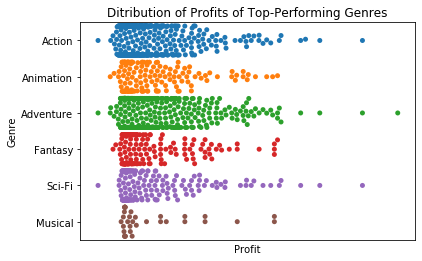 Ditribution of Profits of Top-Performing Genres
Genre
Action
Animation
Adventure
Fantasy
Sci-Fi
Musical
Profit